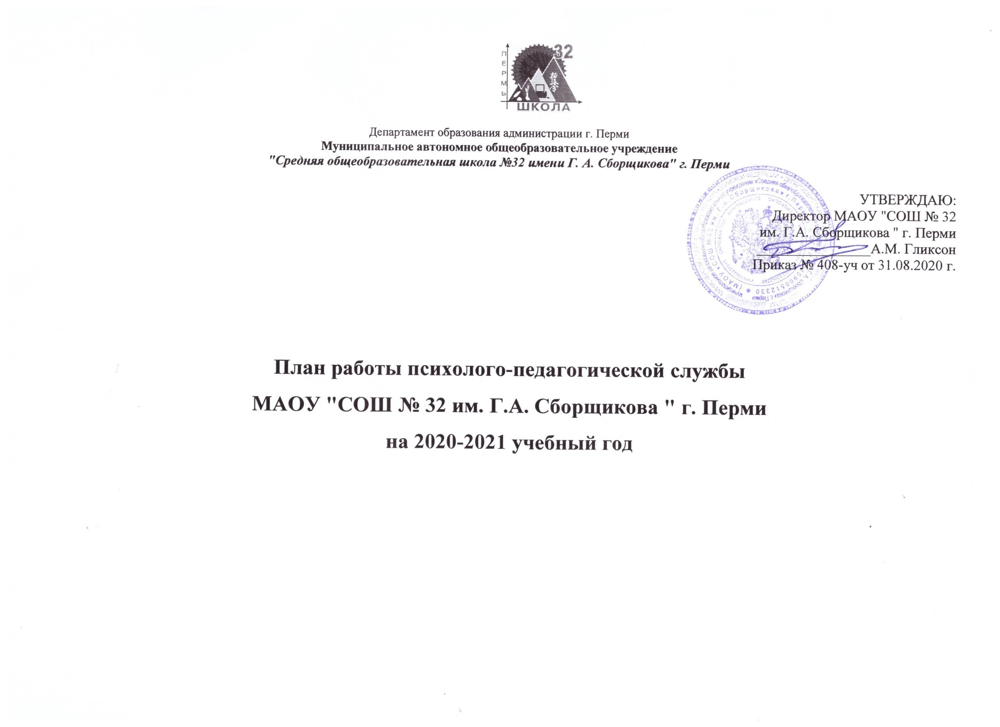 32
ПЕРМЬ
ШКОЛА
Департамент образования администрации г. Перми
Муниципальное автономное общеобразовательное учреждение
"Средняя общеобразовательная школа №32 имени Г. А. Сборщикова" г. Перми
УТВЕРЖДАЮ:
Директор МАОУ "СОШ № 32
им. Г.А. Сборщикова " г. Перми
А.М. Гликсон
Приказ № 408-уч от 31.08.2020 г.
План работы психолого-педагогической службы
МАОУ "СОШ № 32 им. Г.А. Сборщикова " г. Перми
на 2020-2021 учебный год